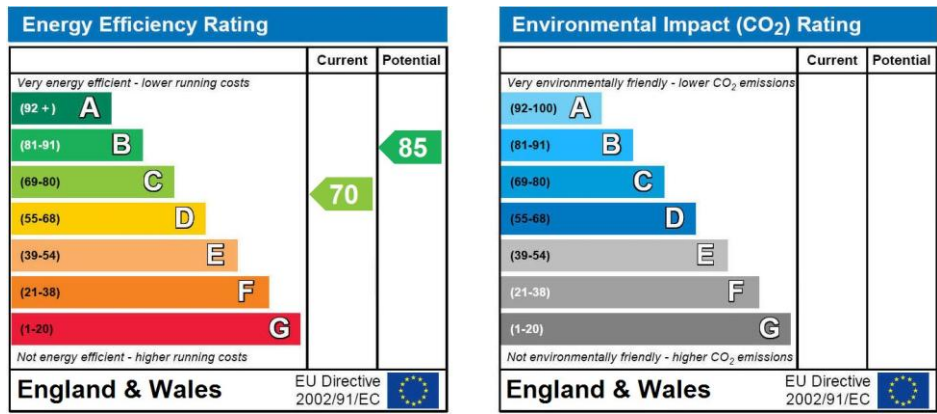 Energy Efficiency Rating
Current Potential
Very energy efficient - lower running costs
(92 +) A
(81-91) B
85
(69-80) C
70
(55-68) D
(39-54) E
(21-38) F
(1-20) G
Not energy efficient - higher running costs
England & Wales
EU Directive
2002/91/EC
Environmental Impact (CO₂) Rating
Current Potential
Very environmentally friendly - lower CO₂ emissions
(92-100) A
(81-91) B
(69-80) C
(55-68) D
(39-54) E
(21-38) F
(1-20) G
Not environmentally friendly - higher CO₂ emissions
England & Wales
EU Directive
2002/91/EC